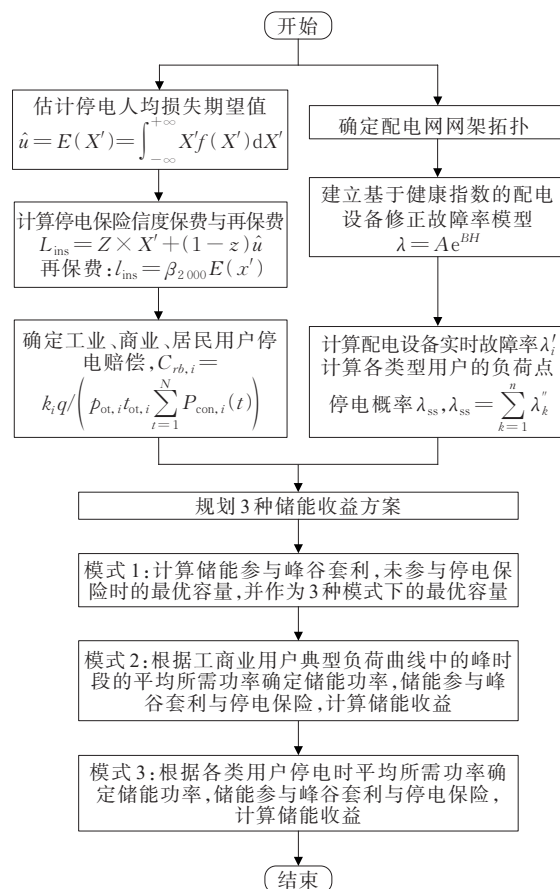 开始
估计停电人均损失期望值
û＝E(X′)＝∫_{-∞}^{+∞} X′f(X′)dX′
计算停电保险信度保费与再保费
L_ins＝Z×X′＋(1－z)û
再保费:l_ins＝β_{2 000}E(x′)
确定工业、商业、居民用户停
电赔偿,C_{rb,i}＝
k_i q/(p_{ot,i}t_{ot,i}∑_{t=1}^{N}P_{con,i}(t))
确定配电网网架拓扑
建立基于健康指数的配电
设备修正故障率模型
λ＝Ae^{BH}
计算配电设备实时故障率λ_i′
计算各类型用户的负荷点
停电概率λ_ss,λ_ss＝∑_{k=1}^{n}λ_k″
规划3种储能收益方案
模式1:计算储能参与峰谷套利,未参与停电保
险时的最优容量,并作为3种模式下的最优容量
模式2:根据工商业用户典型负荷曲线中的峰时
段的平均所需功率确定储能功率,储能参与峰
谷套利与停电保险,计算储能收益
模式3:根据各类用户停电时平均所需功率确
定储能功率,储能参与峰谷套利与停电保险,
计算储能收益
结束